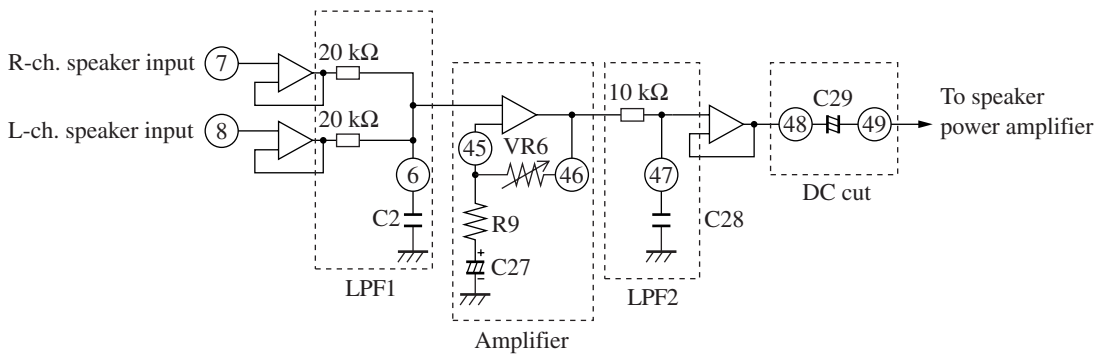 R-ch. speaker input
7
20 kΩ
L-ch. speaker input
8
20 kΩ
6
C2
LPF1
45
VR6
46
R9
+
C27
−
Amplifier
10 kΩ
47
C28
LPF2
48
C29
49
DC cut
To speaker
power amplifier